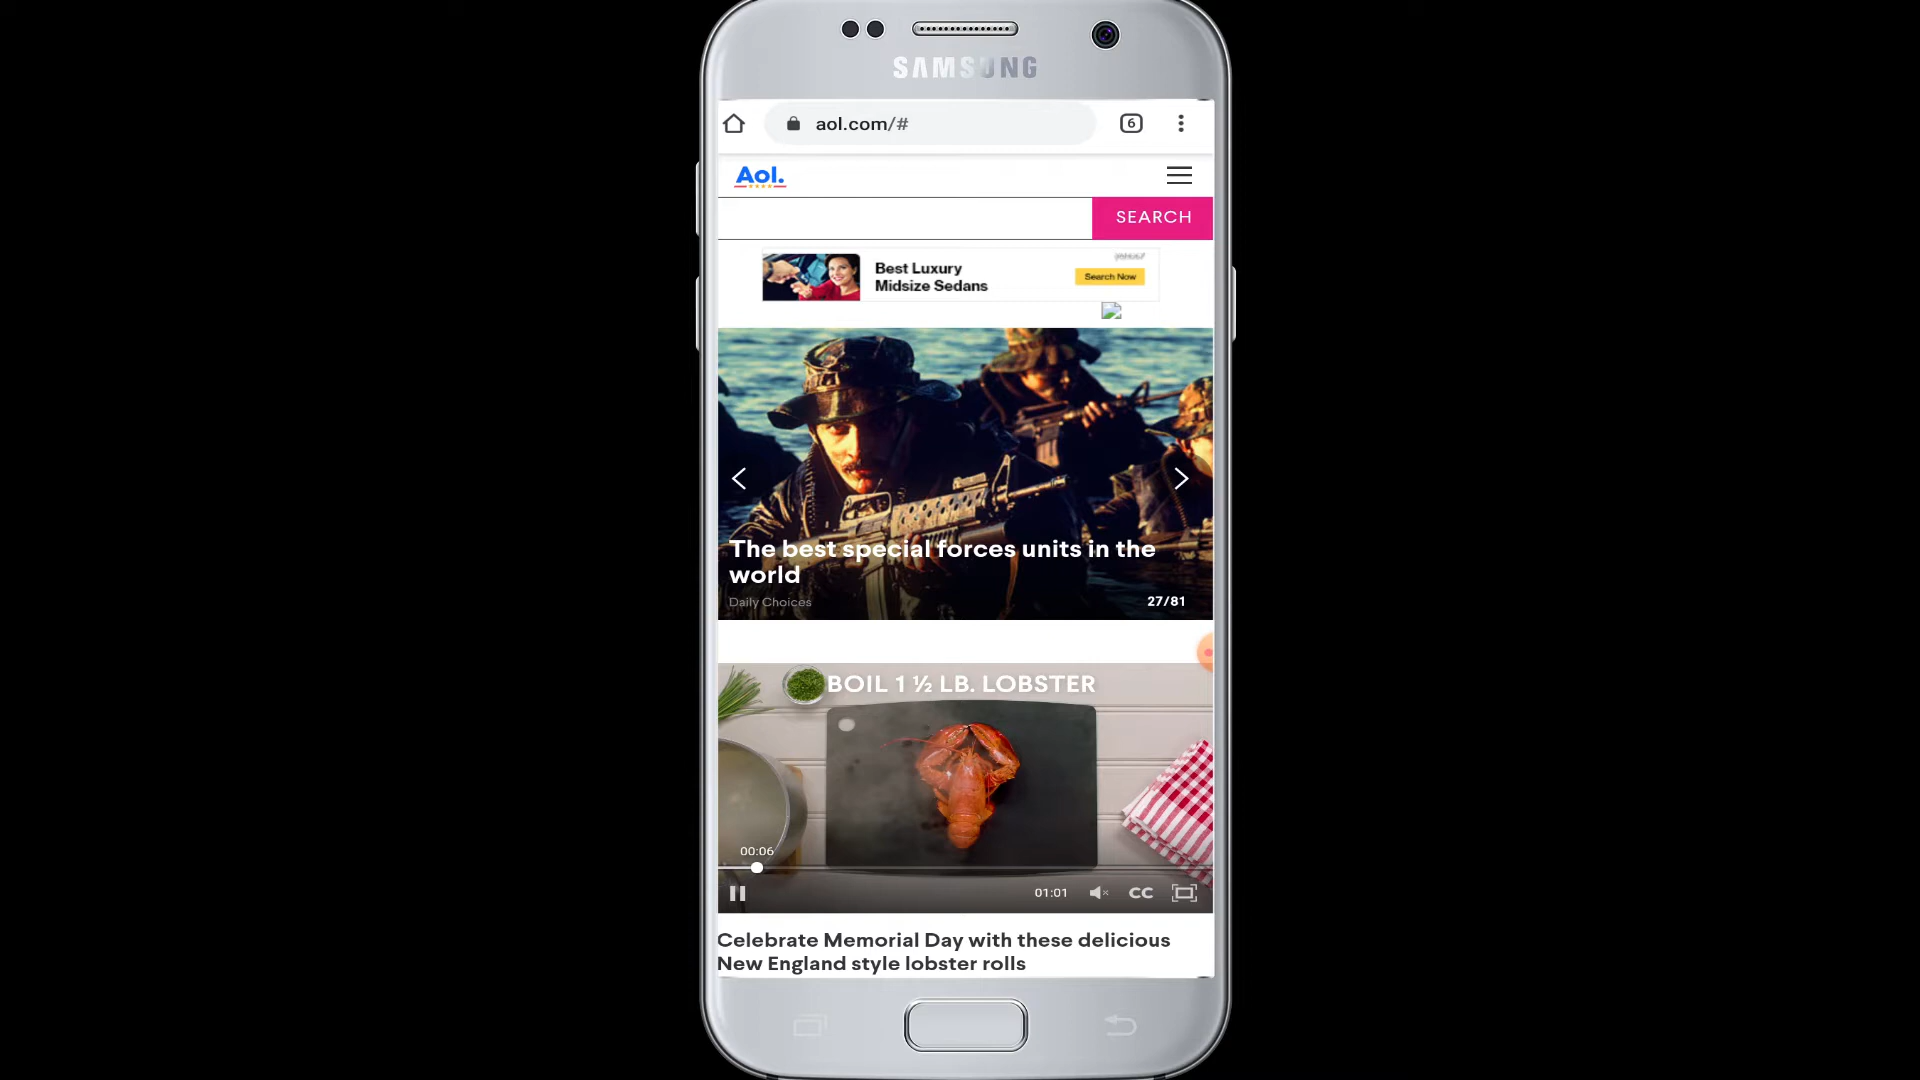 SAMSUNG
aol.com/#
6
Aol.
SEARCH
Best Luxury
Midsize Sedans
Search Now
The best special forces units in the
world
Daily Choices
27/81
BOIL 1 ½ LB. LOBSTER
00:06
01:01
CC
Celebrate Memorial Day with these delicious
New England style lobster rolls